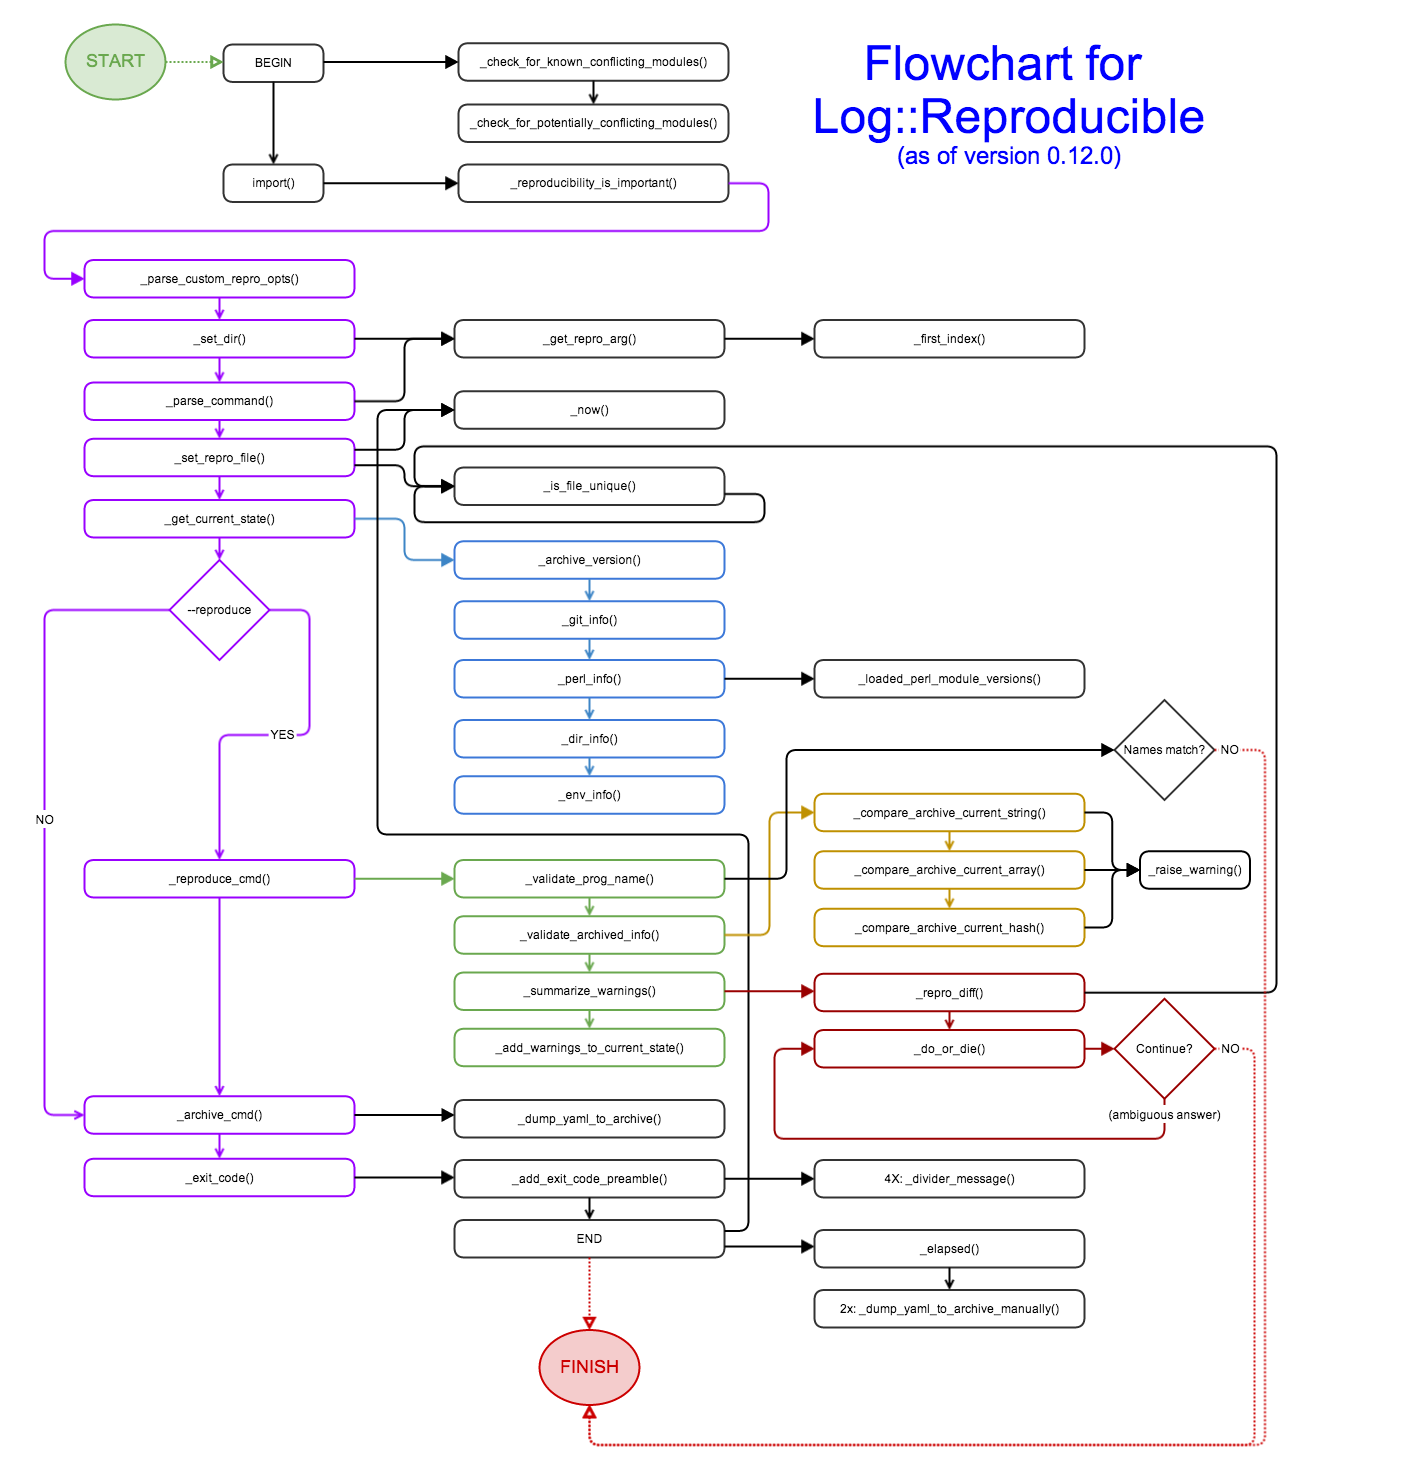 START
BEGIN
_check_for_known_conflicting_modules()
Flowchart for
Log::Reproducible
(as of version 0.12.0)
_check_for_potentially_conflicting_modules()
import()
_reproducibility_is_important()
_parse_custom_repro_opts()
_set_dir()
_get_repro_arg()
_first_index()
_parse_command()
_now()
_set_repro_file()
_is_file_unique()
_get_current_state()
_archive_version()
--reproduce
_git_info()
_perl_info()
_loaded_perl_module_versions()
YES
_dir_info()
Names match?
NO
_env_info()
NO
_compare_archive_current_string()
_reproduce_cmd()
_validate_prog_name()
_compare_archive_current_array()
_raise_warning()
_validate_archived_info()
_compare_archive_current_hash()
_summarize_warnings()
_repro_diff()
_add_warnings_to_current_state()
_do_or_die()
Continue?
NO
(ambiguous answer)
_archive_cmd()
_dump_yaml_to_archive()
_exit_code()
_add_exit_code_preamble()
4X: _divider_message()
END
_elapsed()
2x: _dump_yaml_to_archive_manually()
FINISH